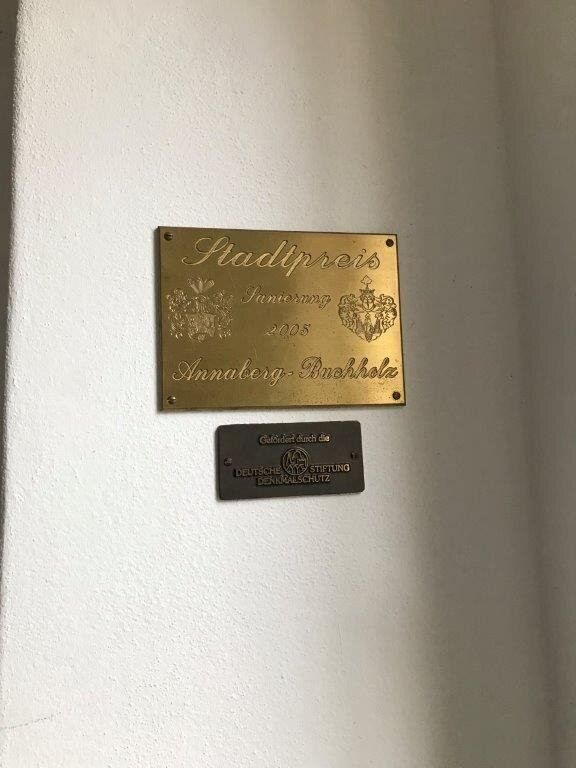 Stadtpreis
Sanierung
2005
Annaberg-Buchholz
Gefördert durch die
DEUTSCHE STIFTUNG
DENKMALSCHUTZ